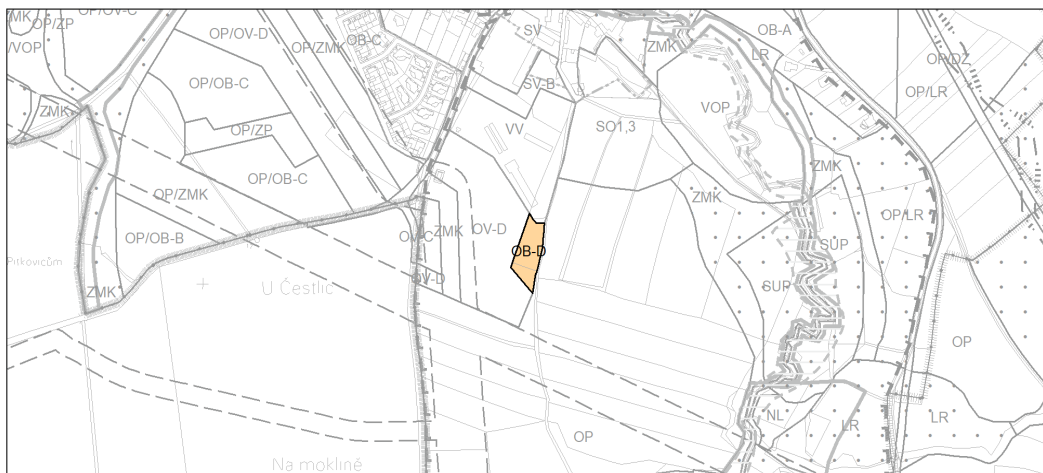 ZMK
OP/ZP
OP/OV-C
/VOP
OP/OV-D
OP/ZMK
OB-C
SV
ZMK
LR
OB-A
OP/DZ
OP/OB-C
SV-B
VOP
OP/LR
ZMK
VV
SO1,3
OP/ZP
OP/OB-C
ZMK
ZMK
OP/ZMK
OP/LR
OV-C
ZMK
OV-D
OP/OB-B
OB-D
SUP
Pitkovicům
OV-D
SUP
ZMK
U Čestlic
OP
NL
LR
LR
OP
Na moklině